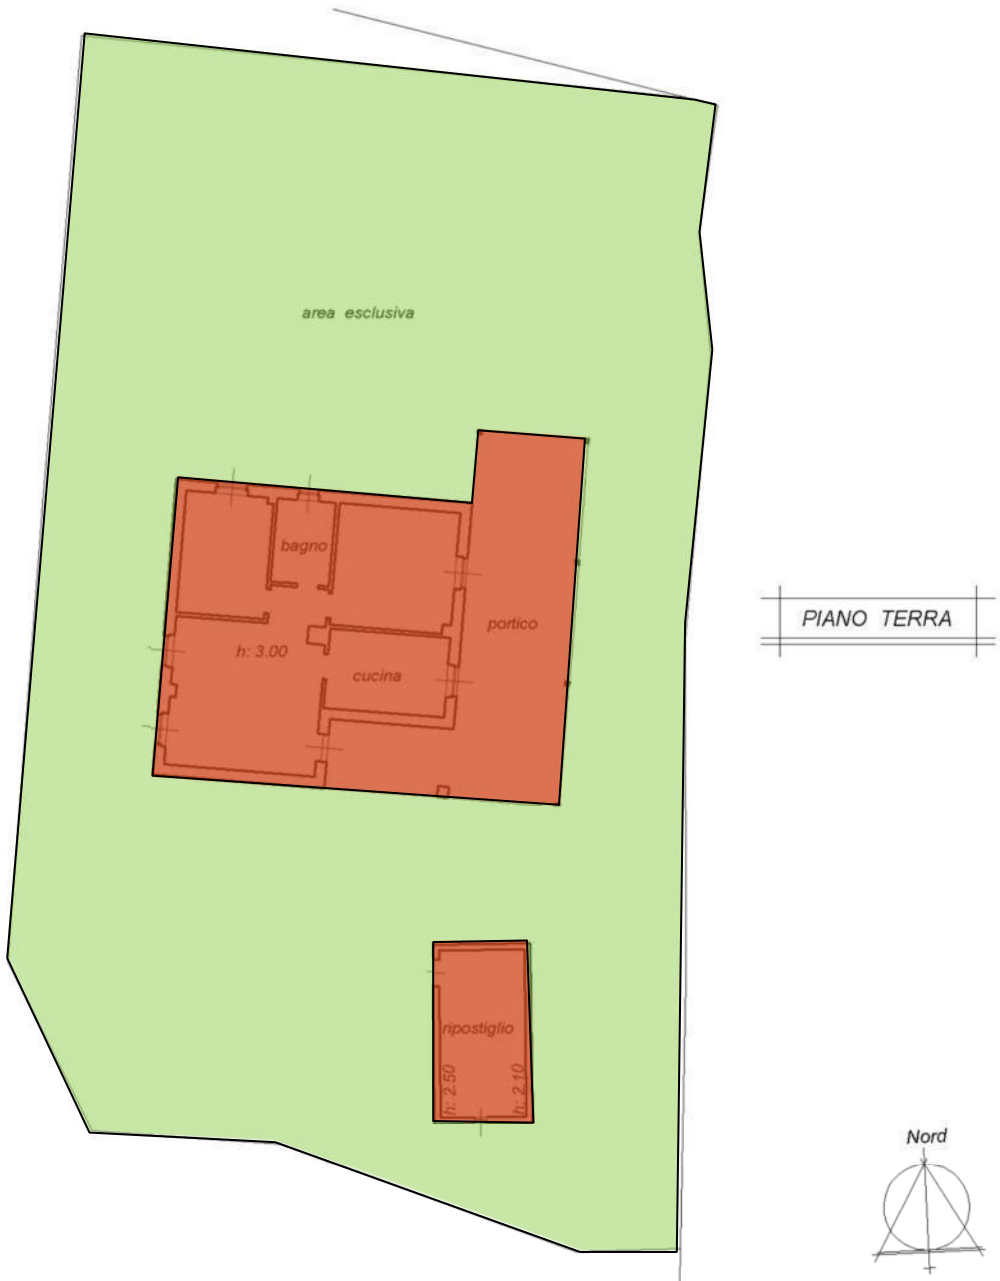 area esclusiva
bagno
portico
PIANO TERRA
h: 3.00
cucina
ripostiglio
h: 2.50
h: 2.10
Nord